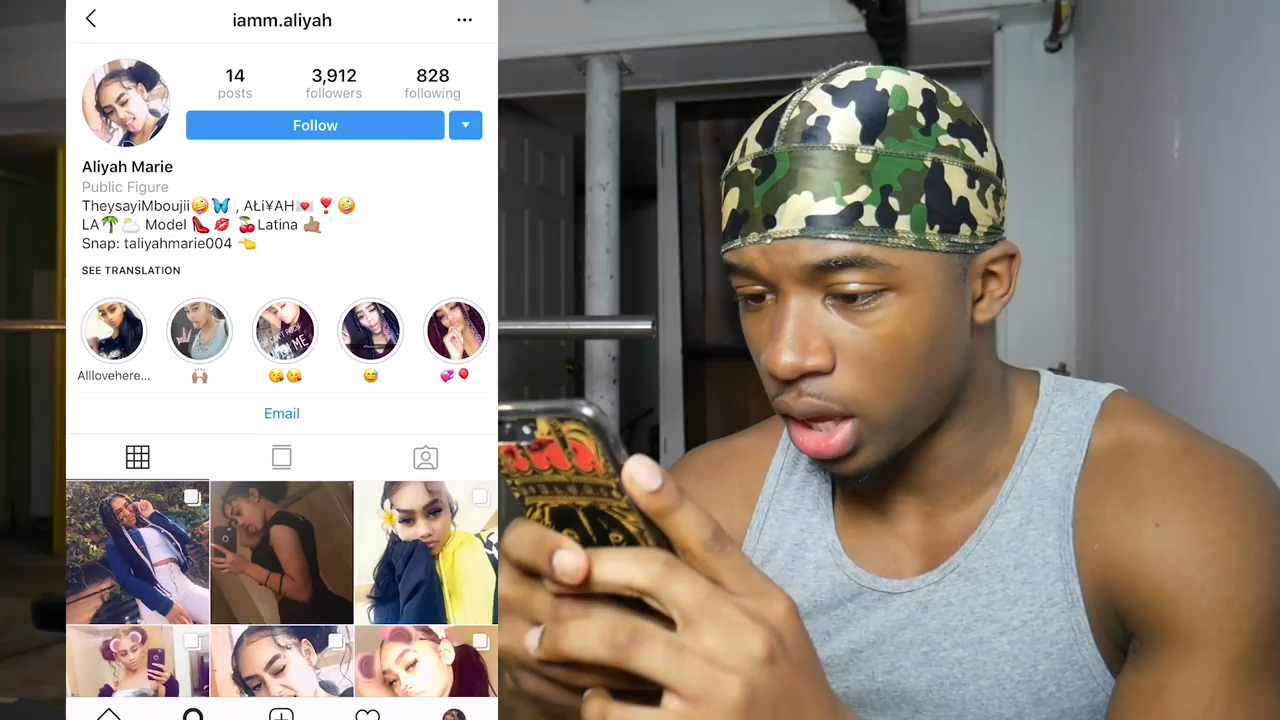 iamm.aliyah
14 3,912 828
posts followers following
Follow
Aliyah Marie
Public Figure
TheysayiMboujii🤪🦋 , AŁi¥AH💌❣️🤪
LA🌴🌥️ Model 👠💋 🍒Latina 🤙🏽
Snap: taliyahmarie004 👈
SEE TRANSLATION
Alllovehere... 🙌🏽 😘😘 😅 💞🎈
Email